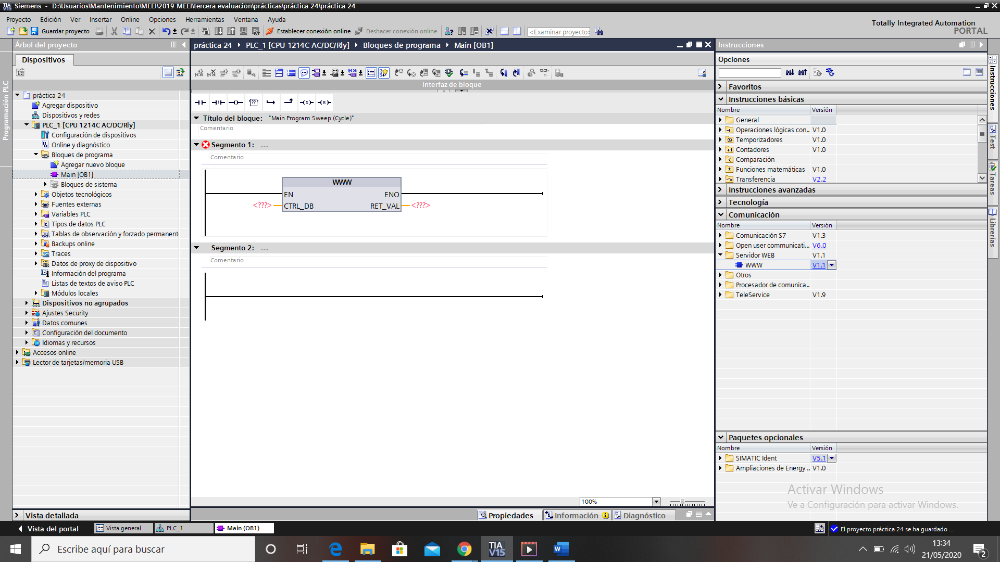 Siemens - D:\Usuarios\Mantenimiento\MEEI\2019 MEEI\tercera evaluacion\prácticas\práctica 24\práctica 24
Proyecto Edición Ver Insertar Online Opciones Herramientas Ventana Ayuda
Totally Integrated Automation
PORTAL
Guardar proyecto
Establecer conexión online
Deshacer conexión online
<Examinar proyecto>
Árbol del proyecto
práctica 24 PLC_1 [CPU 1214C AC/DC/Rly] Bloques de programa Main [OB1]
Instrucciones
Dispositivos
Programación PLC
práctica 24
Agregar dispositivo
Dispositivos y redes
PLC_1 [CPU 1214C AC/DC/Rly]
Configuración de dispositivos
Online y diagnóstico
Bloques de programa
Agregar nuevo bloque
Main [OB1]
Bloques de sistema
Objetos tecnológicos
Fuentes externas
Variables PLC
Tipos de datos PLC
Tablas de observación y forzado permanent
Backups online
Traces
Datos de proxy de dispositivo
Información del programa
Listas de textos de aviso PLC
Módulos locales
Dispositivos no agrupados
Ajustes Security
Datos comunes
Configuración del documento
Idiomas y recursos
Accesos online
Lector de tarjetas/memoria USB
Vista detallada
Interfaz de bloque
Título del bloque: "Main Program Sweep (Cycle)"
Comentario
Segmento 1: .....
Comentario
WWW
EN ENO
<???> CTRL_DB RET_VAL <???>
Segmento 2: .....
Comentario
100%
Propiedades Información Diagnóstico
Opciones
Favoritos
Instrucciones básicas
Nombre Versión
General
Operaciones lógicas con.. V1.0
Temporizadores V1.0
Contadores V1.0
Comparación
Funciones matemáticas V1.0
Transferencia V2.2
Instrucciones avanzadas
Tecnología
Comunicación
Nombre Versión
Comunicación S7 V1.3
Open user communicati... V6.0
Servidor WEB V1.1
WWW V1.1
Otros
Procesador de comunica..
TeleService V1.9
Paquetes opcionales
Nombre Versión
SIMATIC Ident V5.1
Ampliaciones de Energy .. V1.0
Activar Windows
Ve a Configuración para activar Windows.
Instrucciones
Test
Tareas
Librerías
Vista del portal Vista general PLC_1 Main (OB1)
El proyecto práctica 24 se ha guardado ...
Escribe aquí para buscar
TIA
V15
13:34
21/05/2020
2